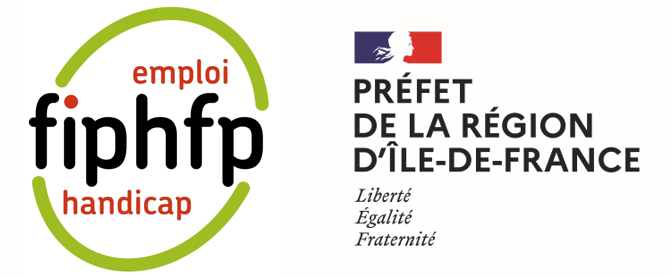 emploi
fiphfp
handicap
PRÉFET
DE LA RÉGION
D'ÎLE-DE-FRANCE
Liberté
Égalité
Fraternité